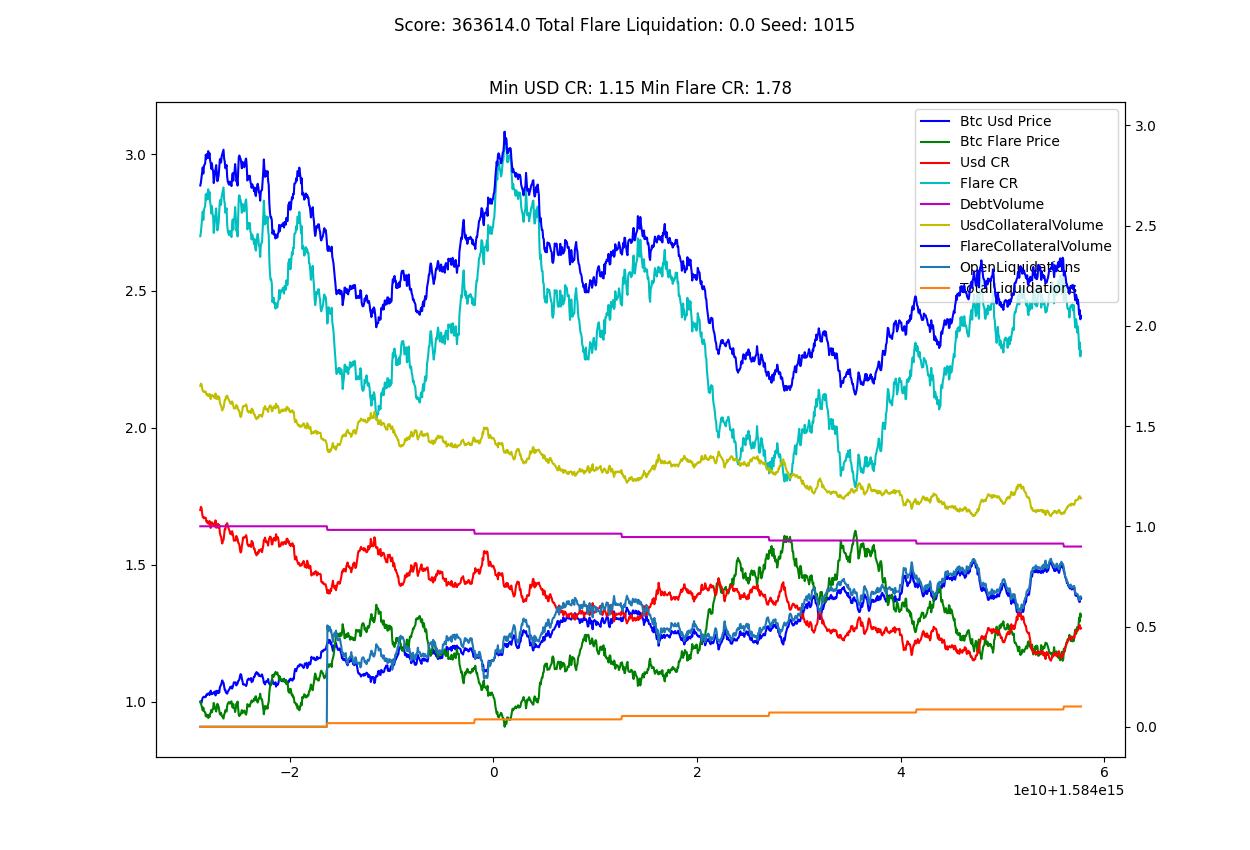 Score: 363614.0 Total Flare Liquidation: 0.0 Seed: 1015
Min USD CR: 1.15 Min Flare CR: 1.78
Btc Usd Price
Btc Flare Price
Usd CR
Flare CR
DebtVolume
UsdCollateralVolume
FlareCollateralVolume
OpenLiquidations
TotalLiquidations
3.0
2.5
2.0
1.5
1.0
3.0
2.5
2.0
1.5
1.0
0.5
0.0
−2
0
2
4
6
1e10+1.584e15